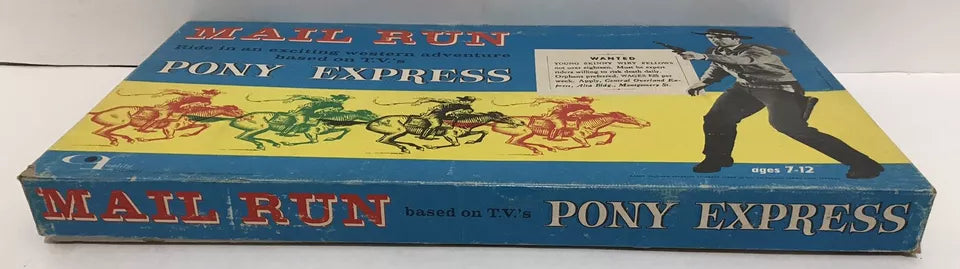 MAIL RUN
Ride in an exciting western adventure
based on T.V.'s
PONY EXPRESS
WANTED
YOUNG SKINNY WIRY FELLOWS
not over eighteen. Must be expert
riders willing to risk death daily.
Orphans preferred. WAGES $25 per
week. Apply, Central Overland Ex-
press, Alta Bldg., Montgomery St.
Quality
ages 7-12
MAIL RUN based on T.V.'s PONY EXPRESS